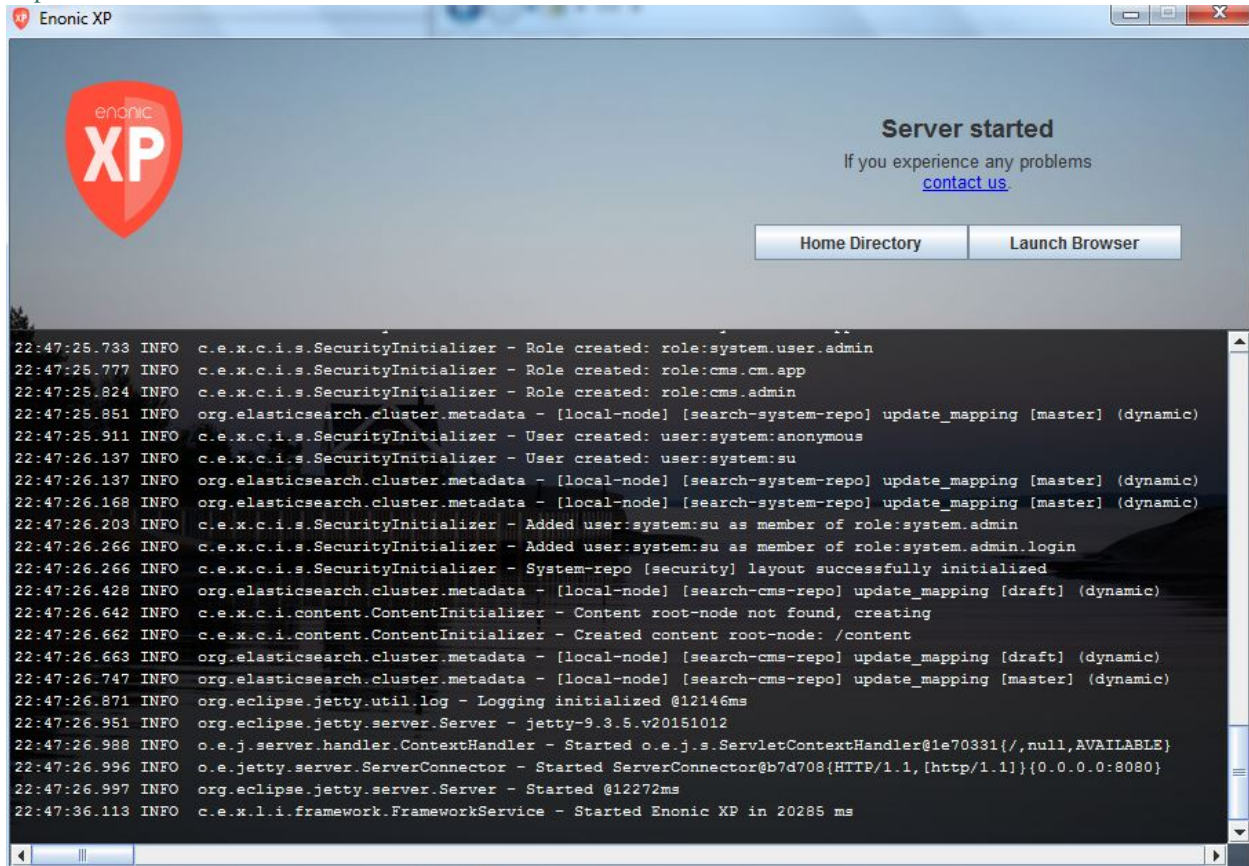 Enonic XP
enonic
XP
Server started
If you experience any problems
contact us.
Home Directory
Launch Browser
22:47:25.733 INFO c.e.x.c.i.s.SecurityInitializer - Role created: role:system.user.admin
22:47:25.777 INFO c.e.x.c.i.s.SecurityInitializer - Role created: role:cms.cm.app
22:47:25.824 INFO c.e.x.c.i.s.SecurityInitializer - Role created: role:cms.admin
22:47:25.851 INFO org.elasticsearch.cluster.metadata - [local-node] [search-system-repo] update_mapping [master] (dynamic)
22:47:25.911 INFO c.e.x.c.i.s.SecurityInitializer - User created: user:system:anonymous
22:47:26.137 INFO c.e.x.c.i.s.SecurityInitializer - User created: user:system:su
22:47:26.137 INFO org.elasticsearch.cluster.metadata - [local-node] [search-system-repo] update_mapping [master] (dynamic)
22:47:26.168 INFO org.elasticsearch.cluster.metadata - [local-node] [search-system-repo] update_mapping [master] (dynamic)
22:47:26.203 INFO c.e.x.c.i.s.SecurityInitializer - Added user:system:su as member of role:system.admin
22:47:26.266 INFO c.e.x.c.i.s.SecurityInitializer - Added user:system:su as member of role:system.admin.login
22:47:26.266 INFO c.e.x.c.i.s.SecurityInitializer - System-repo [security] layout successfully initialized
22:47:26.428 INFO org.elasticsearch.cluster.metadata - [local-node] [search-cms-repo] update_mapping [draft] (dynamic)
22:47:26.642 INFO c.e.x.c.i.content.ContentInitializer - Content root-node not found, creating
22:47:26.662 INFO c.e.x.c.i.content.ContentInitializer - Created content root-node: /content
22:47:26.663 INFO org.elasticsearch.cluster.metadata - [local-node] [search-cms-repo] update_mapping [draft] (dynamic)
22:47:26.747 INFO org.elasticsearch.cluster.metadata - [local-node] [search-cms-repo] update_mapping [master] (dynamic)
22:47:26.871 INFO org.eclipse.jetty.util.log - Logging initialized @12146ms
22:47:26.951 INFO org.eclipse.jetty.server.Server - jetty-9.3.5.v20151012
22:47:26.988 INFO o.e.j.server.handler.ContextHandler - Started o.e.j.s.ServletContextHandler@1e70331{/,null,AVAILABLE}
22:47:26.996 INFO o.e.jetty.server.ServerConnector - Started ServerConnector@b7d708{HTTP/1.1,[http/1.1]}{0.0.0.0:8080}
22:47:26.997 INFO org.eclipse.jetty.server.Server - Started @12272ms
22:47:36.113 INFO c.e.x.l.i.framework.FrameworkService - Started Enonic XP in 20285 ms